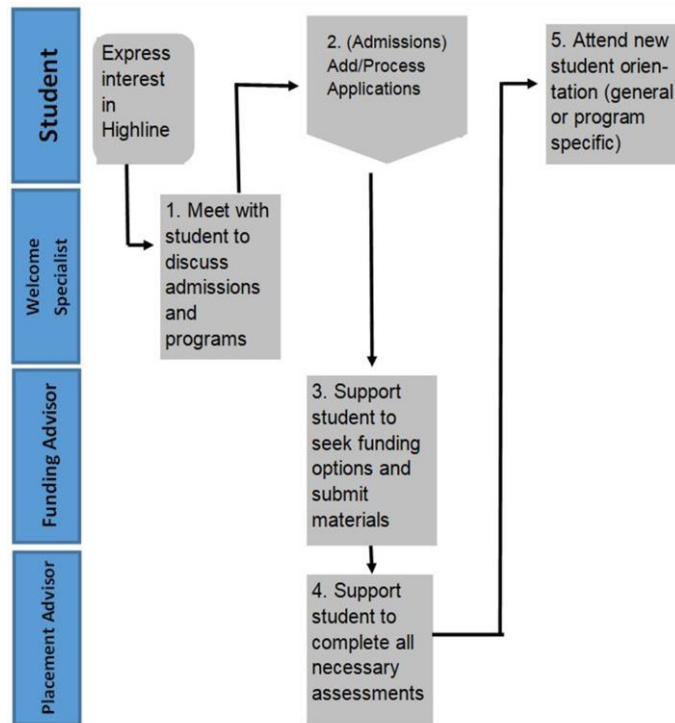 Student
Express
interest
in
Highline
2. (Admissions)
Add/Process
Applications
5. Attend new
student orien-
tation (general
or program
specific)
Welcome
Specialist
1. Meet with
student to
discuss
admissions
and
programs
Funding Advisor
3. Support
student to
seek funding
options and
submit
materials
Placement Advisor
4. Support
student to
complete all
necessary
assessments